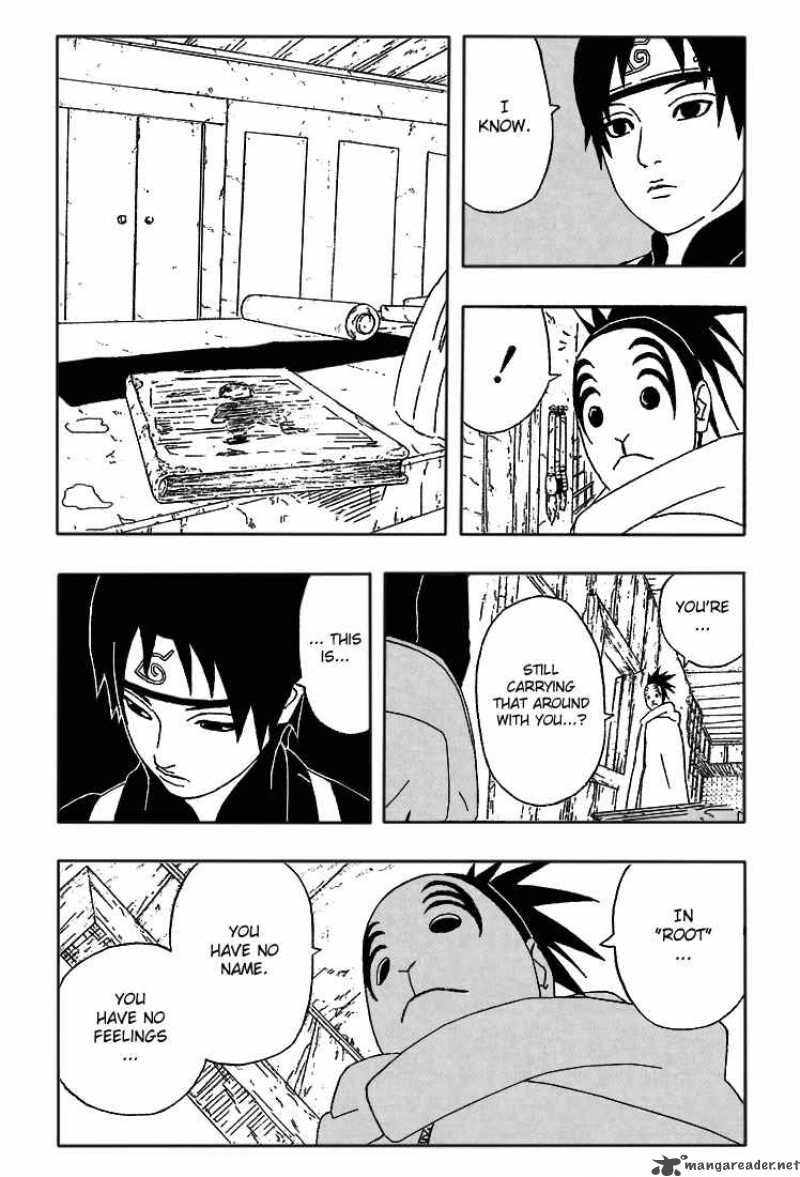 I
KNOW.
!
YOU'RE
...
STILL
CARRYING
THAT AROUND
WITH YOU...?
... THIS
IS...
IN
"ROOT"
...
YOU
HAVE NO
NAME.
YOU
HAVE NO
FEELINGS
...
mangareader.net